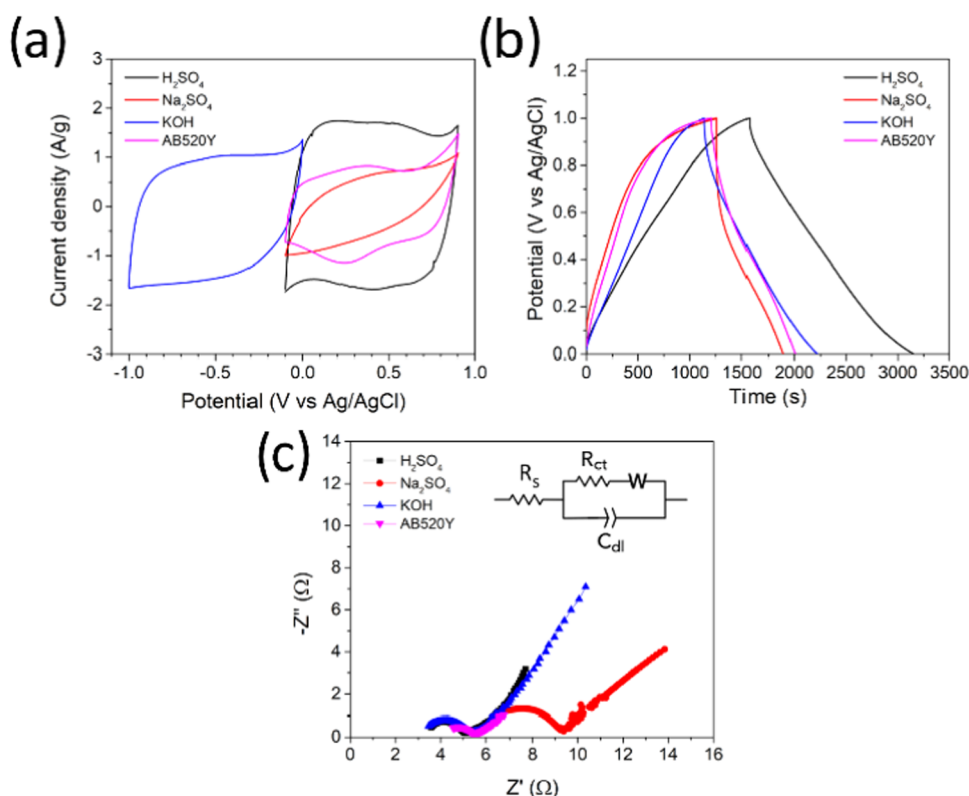 (a)
3
2
1
0
-1
-2
-3
-1.0
-0.5
0.0
0.5
1.0
Current density (A/g)
Potential (V vs Ag/AgCl)
H₂SO₄
Na₂SO₄
KOH
AB520Y
(b)
1.2
1.0
0.8
0.6
0.4
0.2
0.0
0
500
1000
1500
2000
2500
3000
3500
Potential (V vs Ag/AgCl)
Time (s)
H₂SO₄
Na₂SO₄
KOH
AB520Y
(c)
14
12
10
8
6
4
2
0
0
2
4
6
8
10
12
14
16
-Z'' (Ω)
Z' (Ω)
H₂SO₄
Na₂SO₄
KOH
AB520Y
Rs
Rct
W
Cdl